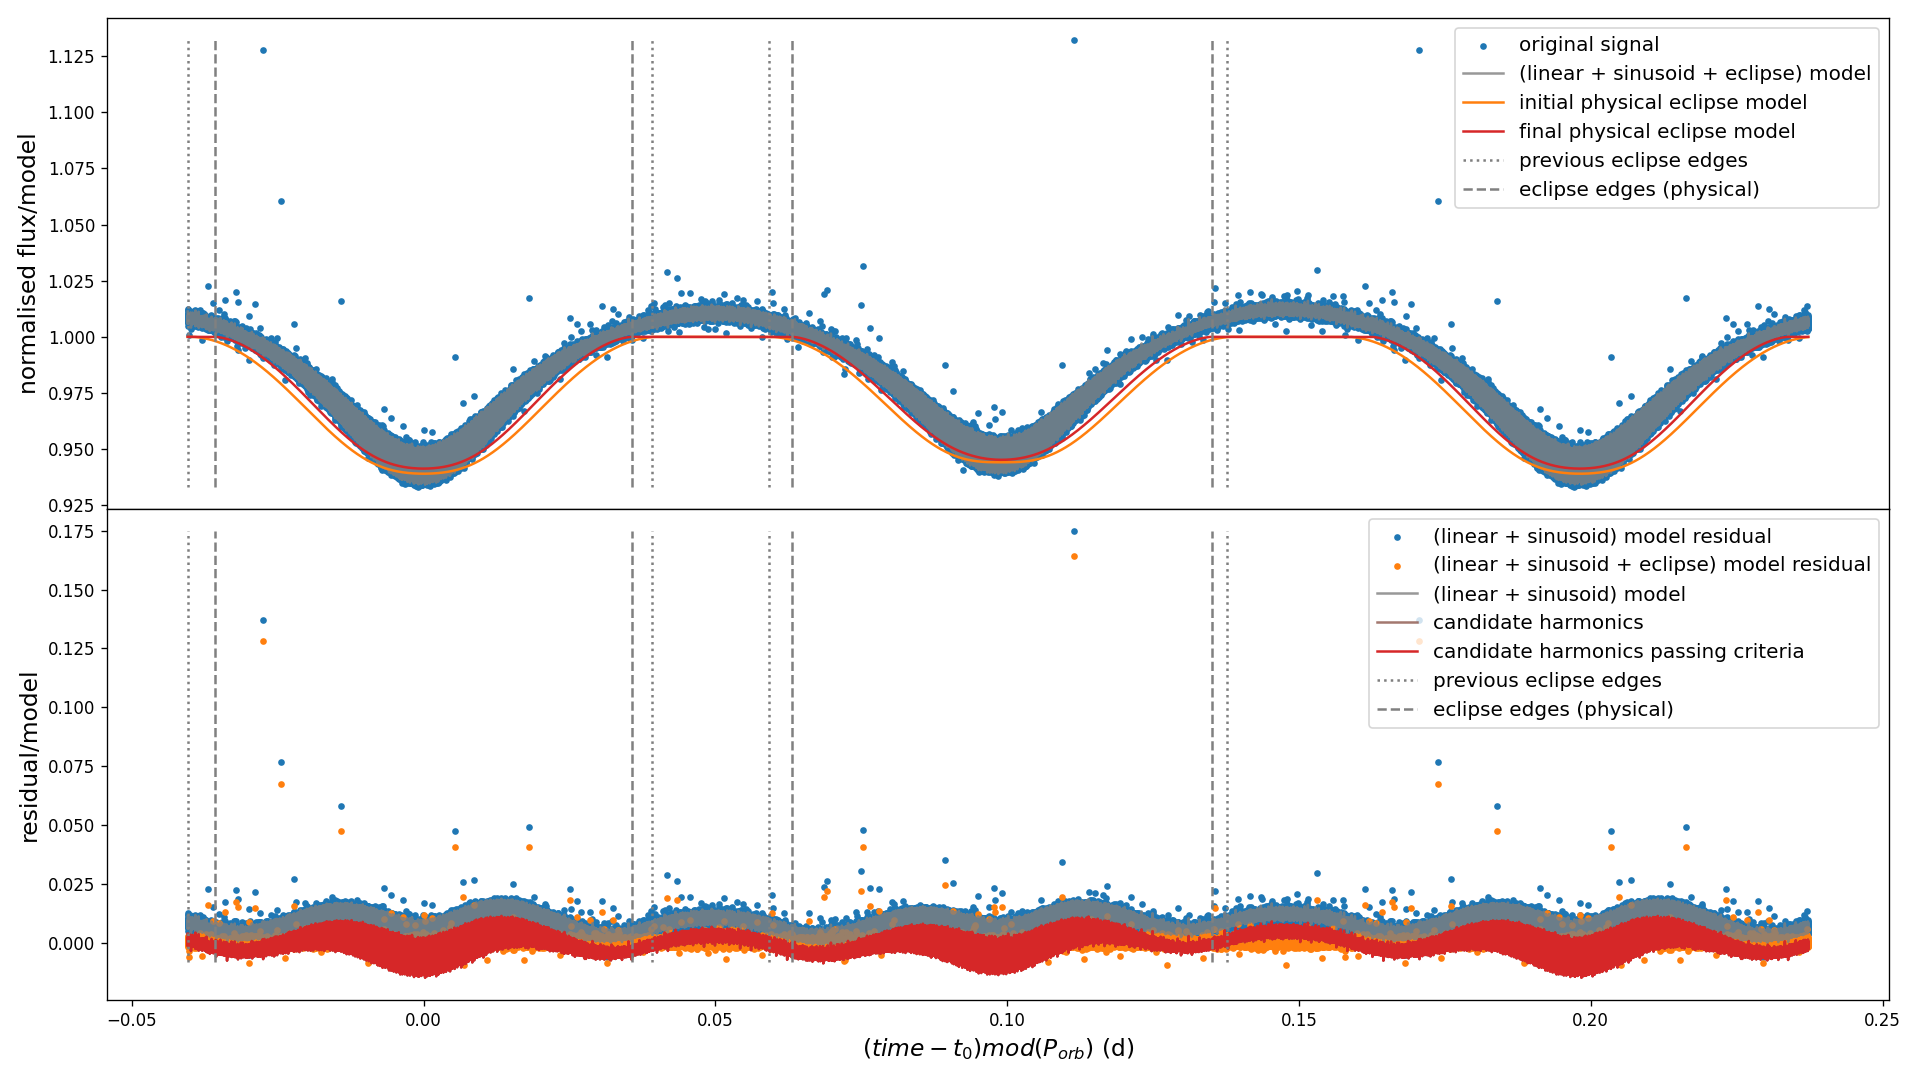 normalised flux/model
1.125
1.100
1.075
1.050
1.025
1.000
0.975
0.950
0.925
original signal
(linear + sinusoid + eclipse) model
initial physical eclipse model
final physical eclipse model
previous eclipse edges
eclipse edges (physical)
residual/model
0.175
0.150
0.125
0.100
0.075
0.050
0.025
0.000
(linear + sinusoid) model residual
(linear + sinusoid + eclipse) model residual
(linear + sinusoid) model
candidate harmonics
candidate harmonics passing criteria
previous eclipse edges
eclipse edges (physical)
−0.05 0.00 0.05 0.10 0.15 0.20 0.25
(time − t₀)mod(Pₒᵣb) (d)